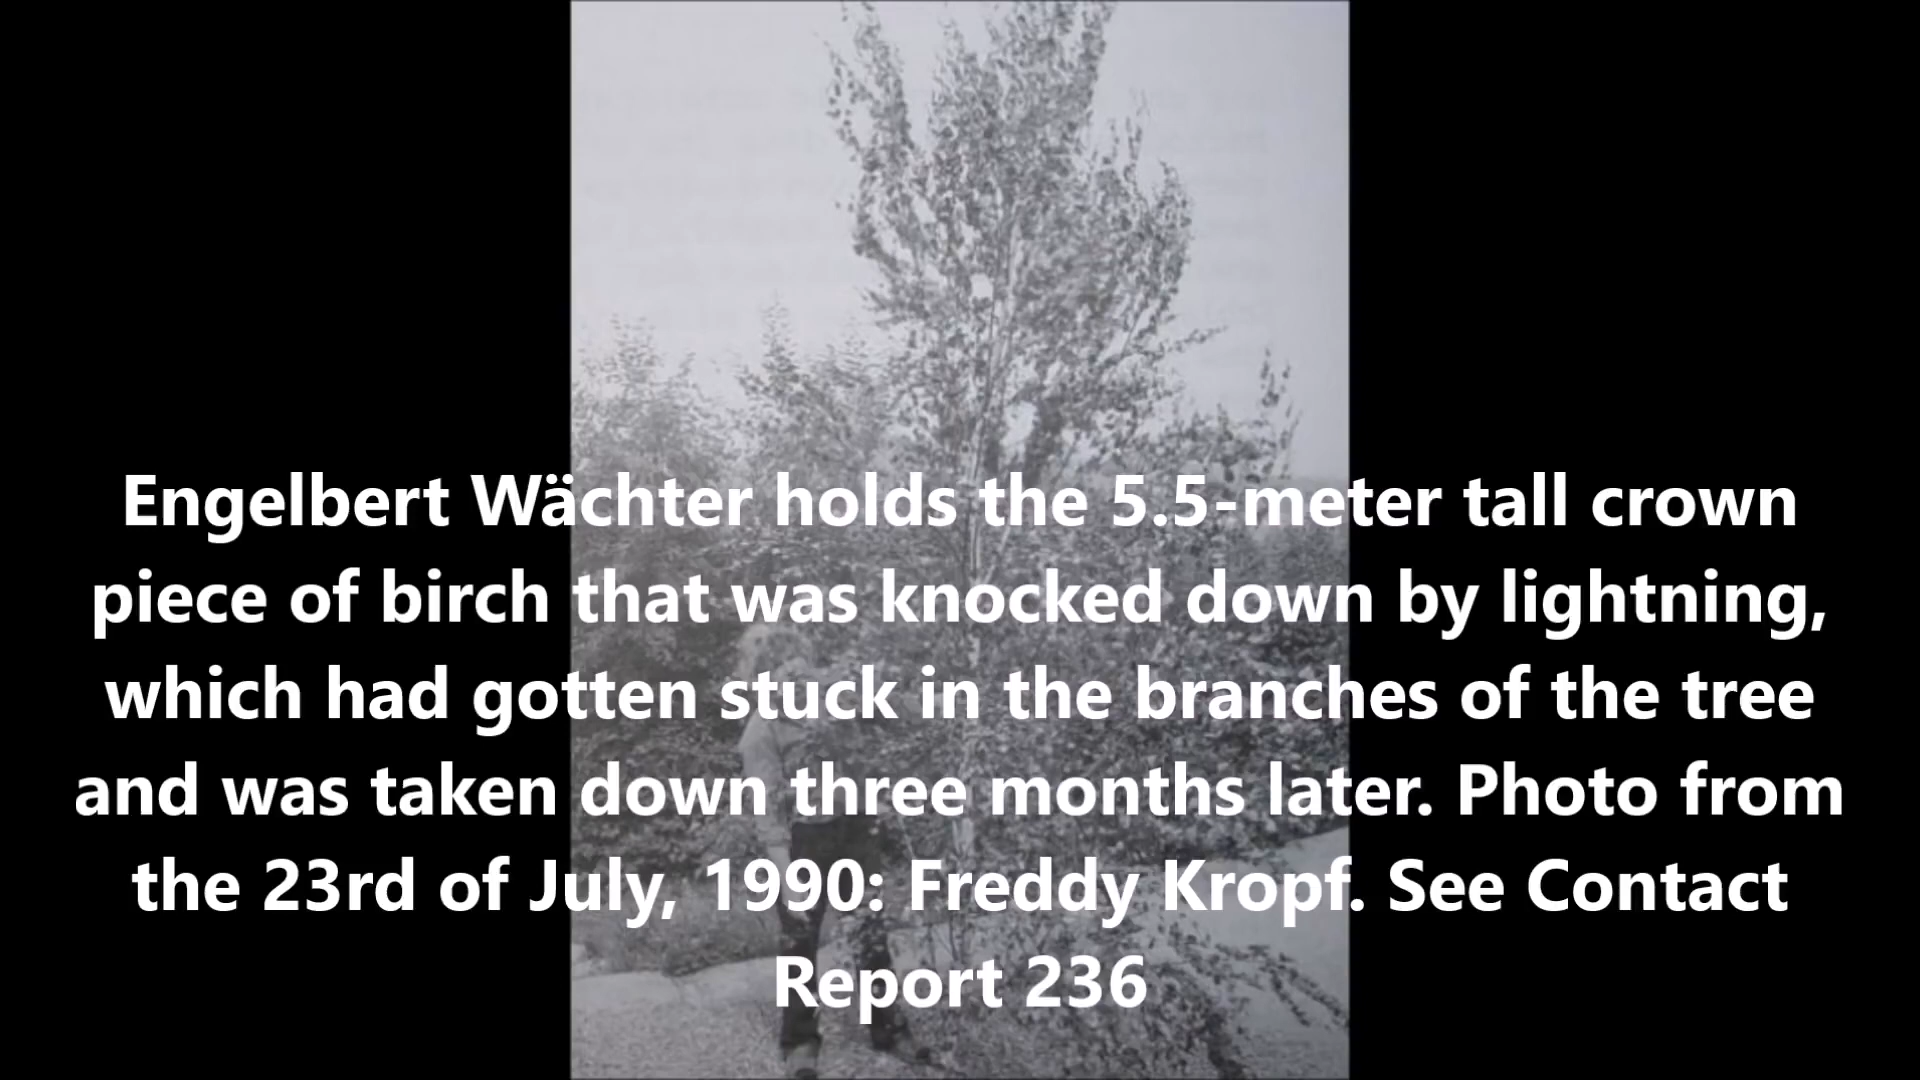 Engelbert Wächter holds the 5.5-meter tall crown
piece of birch that was knocked down by lightning,
which had gotten stuck in the branches of the tree
and was taken down three months later. Photo from
the 23rd of July, 1990: Freddy Kropf. See Contact
Report 236